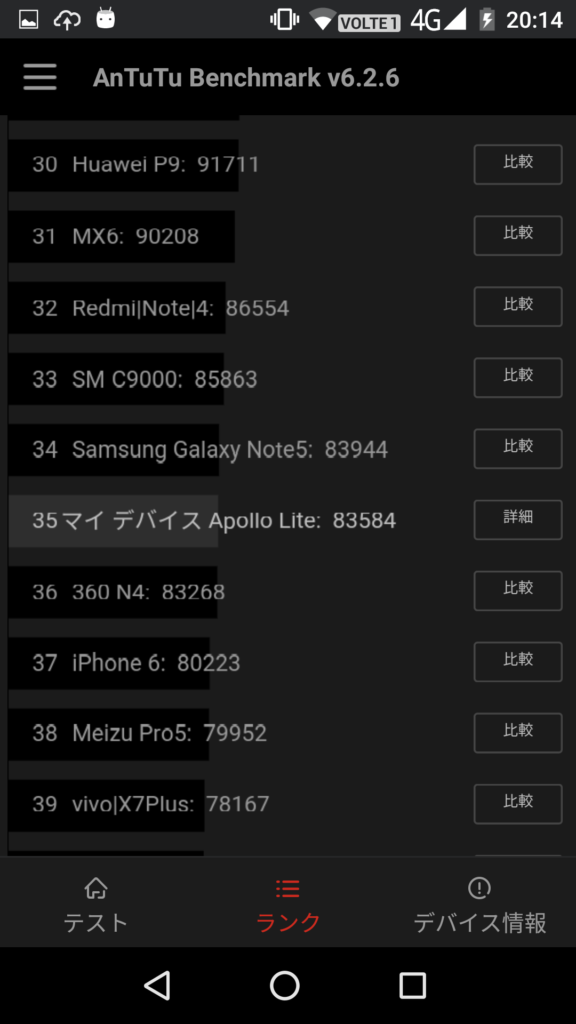 VOLTE1 4G 20:14
AnTuTu Benchmark v6.2.6
30 Huawei P9: 91711 比較
31 MX6: 90208 比較
32 Redmi|Note|4: 86554 比較
33 SM C9000: 85863 比較
34 Samsung Galaxy Note5: 83944 比較
35 マイ デバイス Apollo Lite: 83584 詳細
36 360 N4: 83268 比較
37 iPhone 6: 80223 比較
38 Meizu Pro5: 79952 比較
39 vivo|X7Plus: 78167 比較
テスト ランク デバイス情報